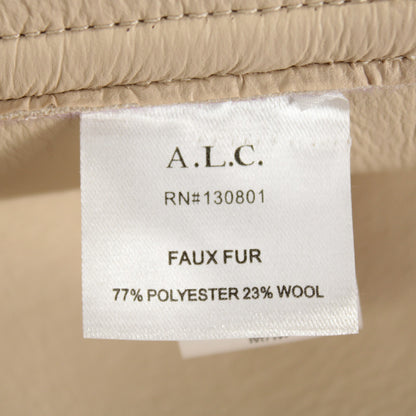 A.L.C.
RN#130801
FAUX FUR
77% POLYESTER 23% WOOL